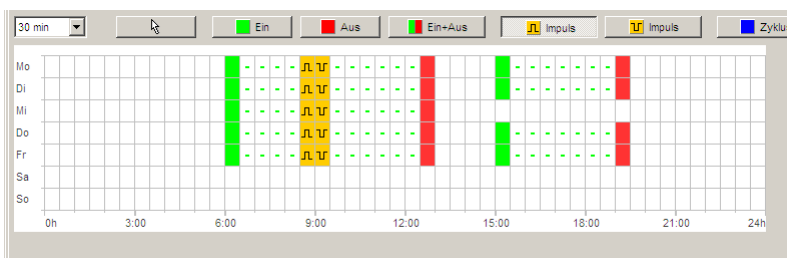 30 min Ein Aus Ein+Aus Impuls Impuls Zyklu
Mo
Di
Mi
Do
Fr
Sa
So
0h 3:00 6:00 9:00 12:00 15:00 18:00 21:00 24h